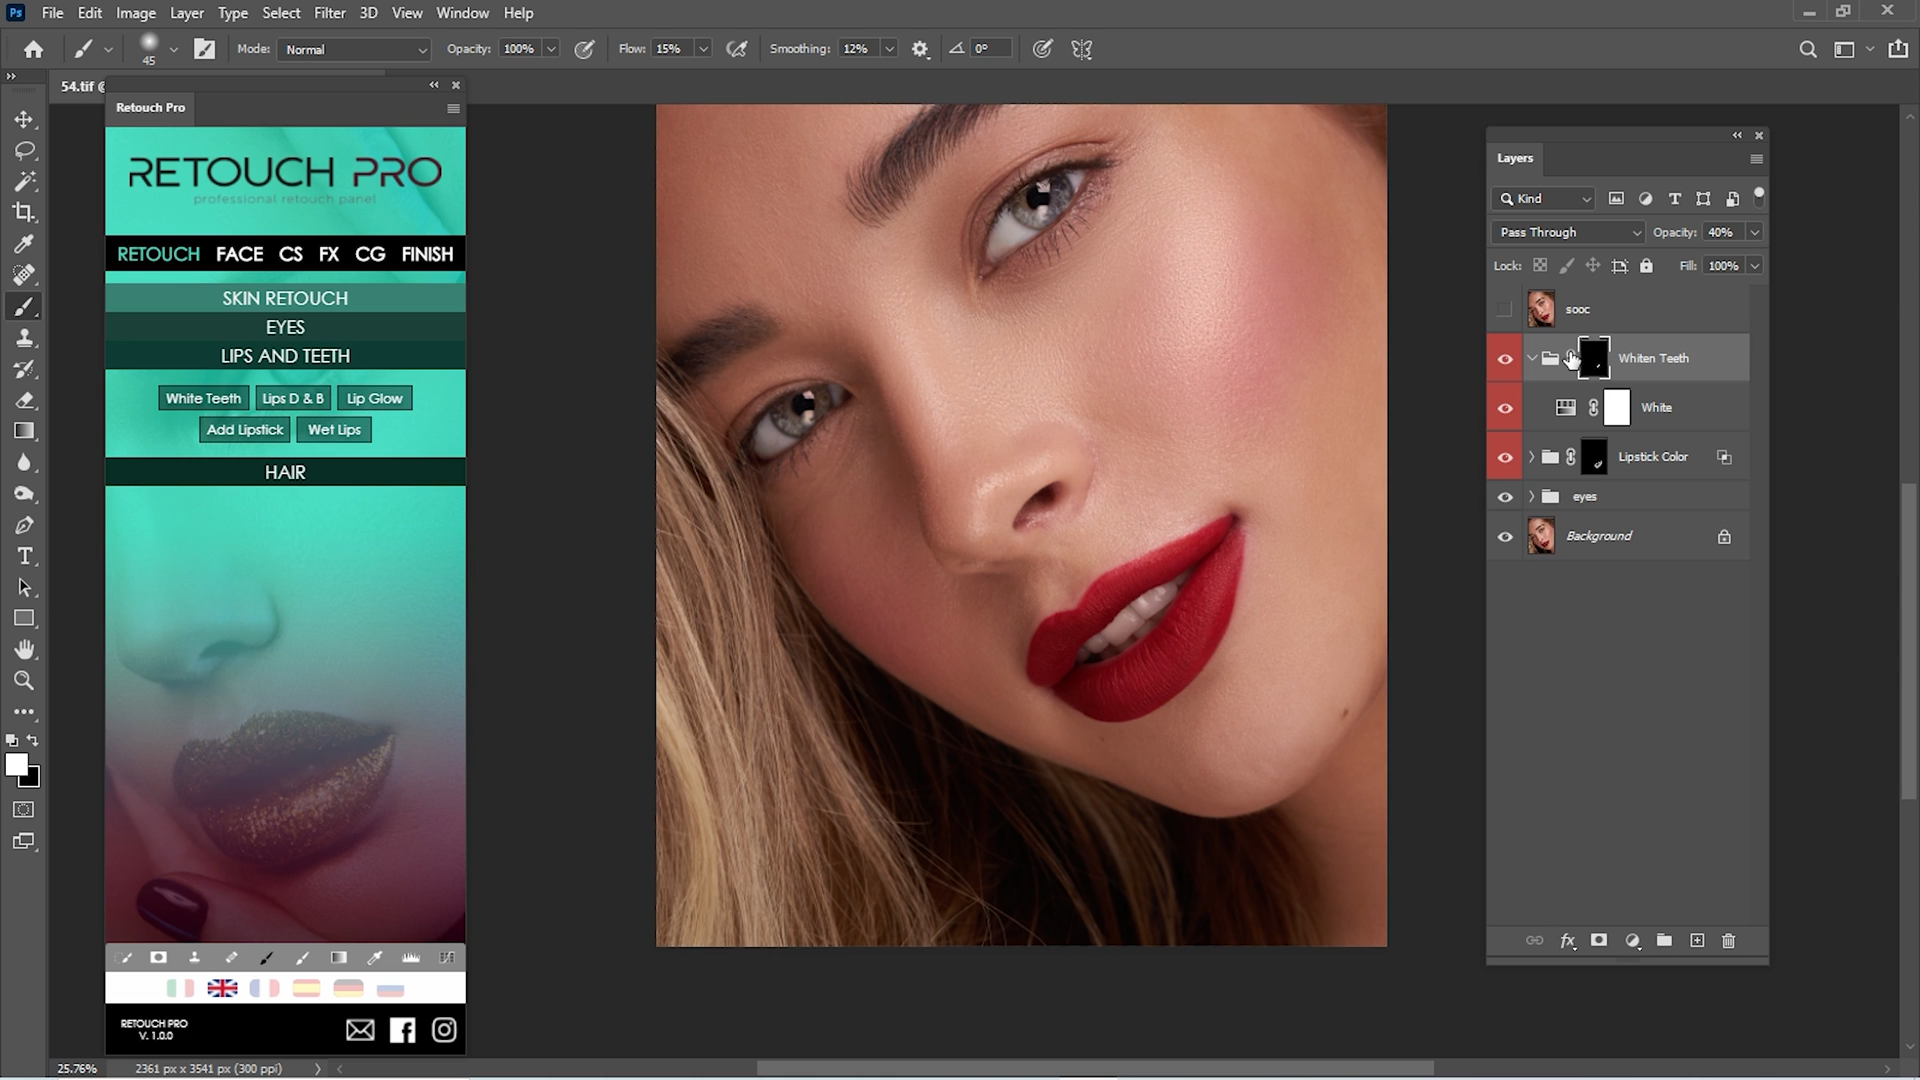 Ps File Edit Image Layer Type Select Filter 3D View Window Help
45 Mode: Normal Opacity: 100% Flow: 15% Smoothing: 12% 0°
54.tif @
Retouch Pro
RETOUCH PRO
professional retouch panel
RETOUCH FACE CS FX CG FINISH
SKIN RETOUCH
EYES
LIPS AND TEETH
White Teeth Lips D & B Lip Glow
Add Lipstick Wet Lips
HAIR
RETOUCH PRO
V. 1.0.0
Layers
Kind
Pass Through Opacity: 40%
Lock: Fill: 100%
sooc
Whiten Teeth
White
Lipstick Color
eyes
Background
fx
25.76% 2361 px x 3541 px (300 ppi)